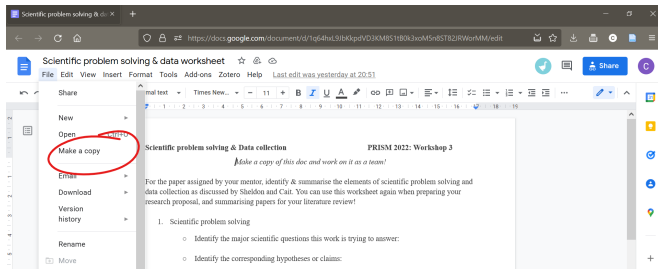 Scientific problem solving & da
https://docs.google.com/document/d/1q64hxL9JbKkpdVD3XM8S1tB0k3xoM5n8ST82IRWorMM/edit
Scientific problem solving & data worksheet
Share
C
File Edit View Insert Format Tools Add-ons Zotero Help Last edit was yesterday at 20:51
mal text Times New... 11 B I U A
Share
New
Open
Make a copy
Email
Download
Version
history
Rename
Move
Scientific problem solving & Data collection PRISM 2022: Workshop 3
Make a copy of this doc and work on it as a team!
For the paper assigned by your mentor, identify & summarise the elements of scientific problem solving and
data collection as discussed by Sheldon and Cait. You can use this worksheet again when preparing your
research proposal, and summarising papers for your literature review!
1. Scientific problem solving
Identify the major scientific questions this work is trying to answer:
Identify the corresponding hypotheses or claims: